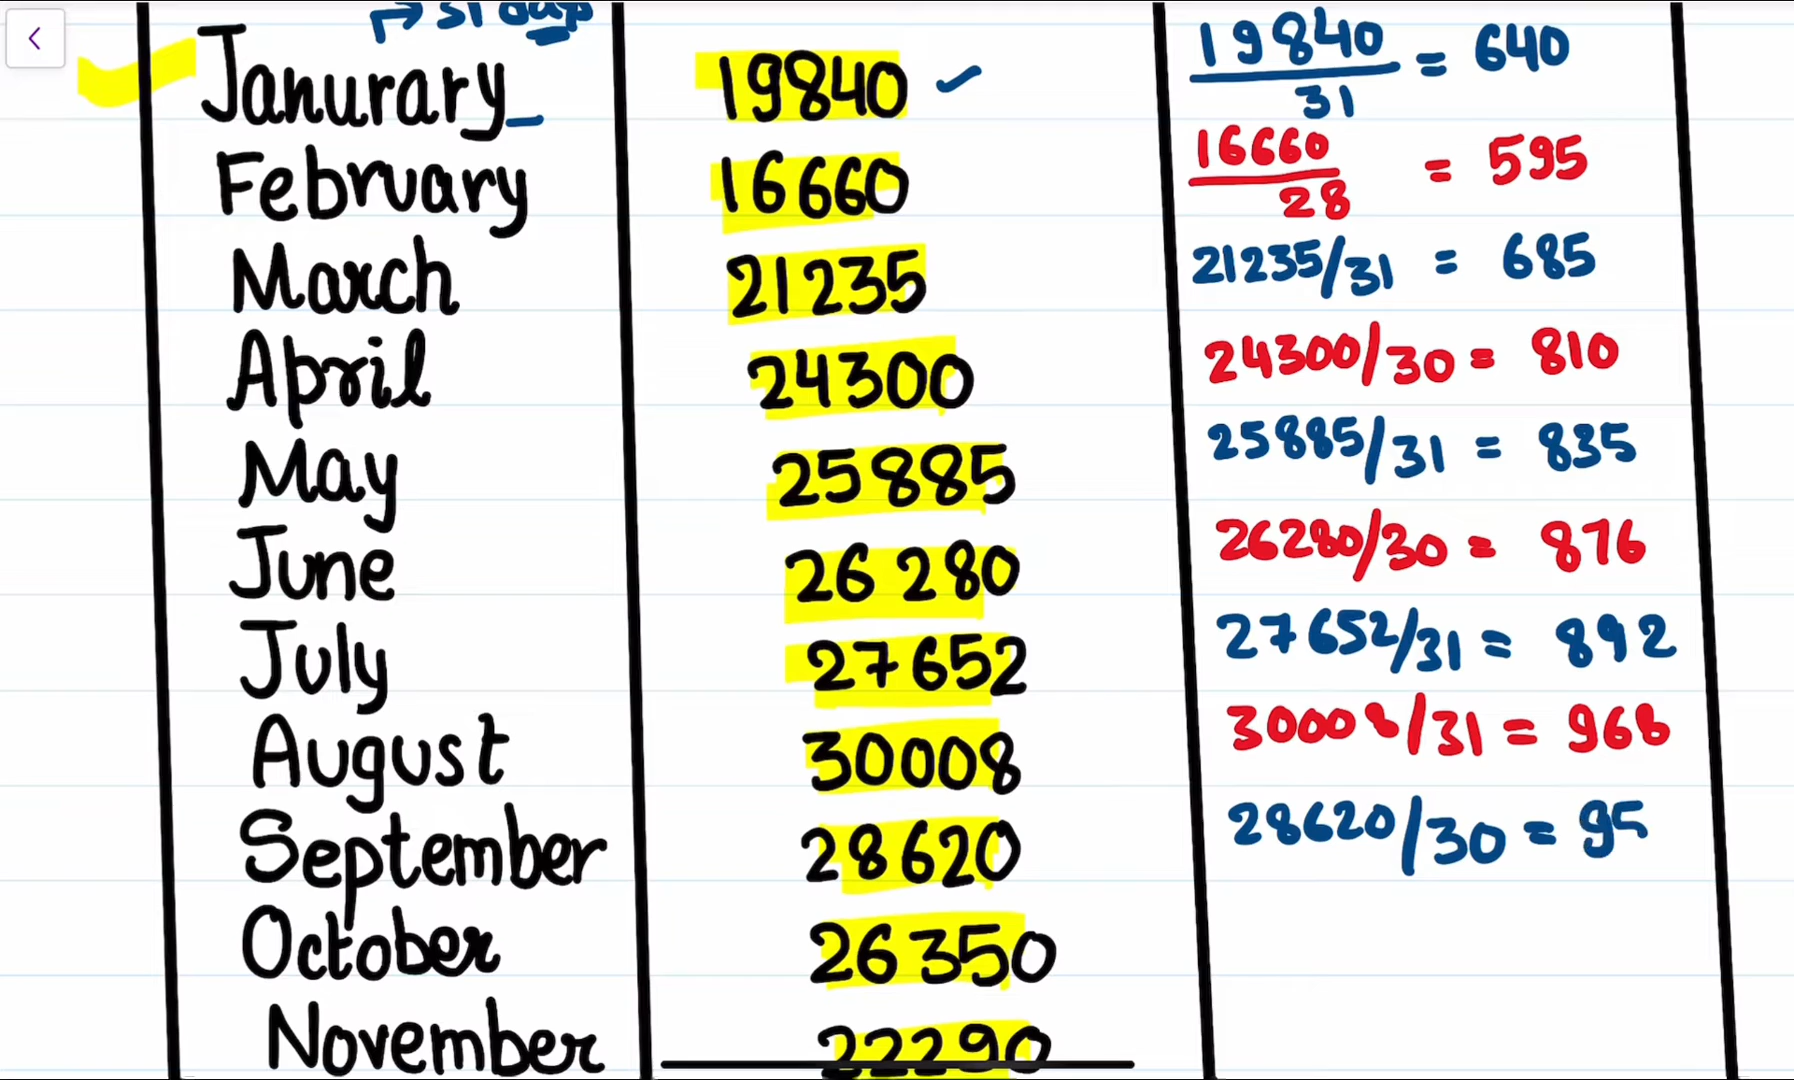 → 31 days
Janurary_ 19840 ✓ 19840/31 = 640
February 16660 16660/28 = 595
March 21235 21235/31 = 685
April 24300 24300/30 = 810
May 25885 25885/31 = 835
June 26280 26280/30 = 876
July 27652 27652/31 = 892
August 30008 30008/31 = 968
September 28620 28620/30 = 95
October 26350
November 22290